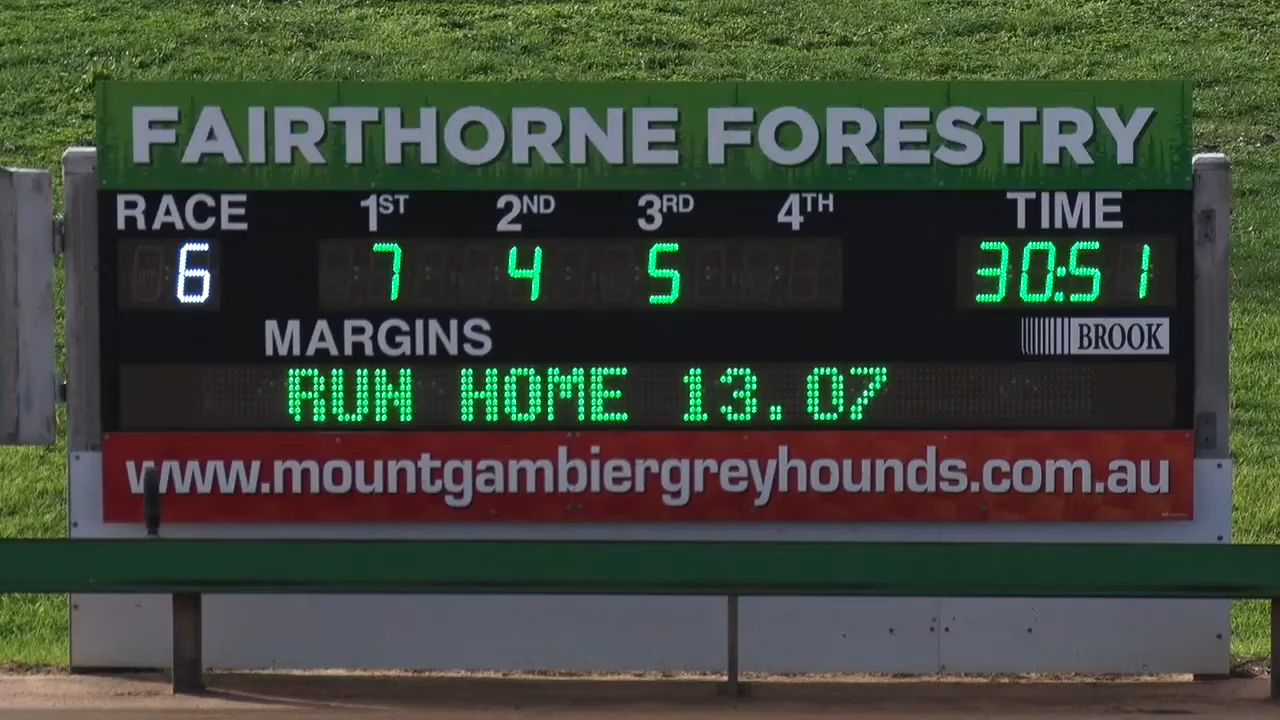 FAIRTHORNE FORESTRY
RACE 1ST 2ND 3RD 4TH TIME
6 7 4 5 30:51
MARGINS BROOK
RUN HOME 13.07
www.mountgambiergreyhounds.com.au